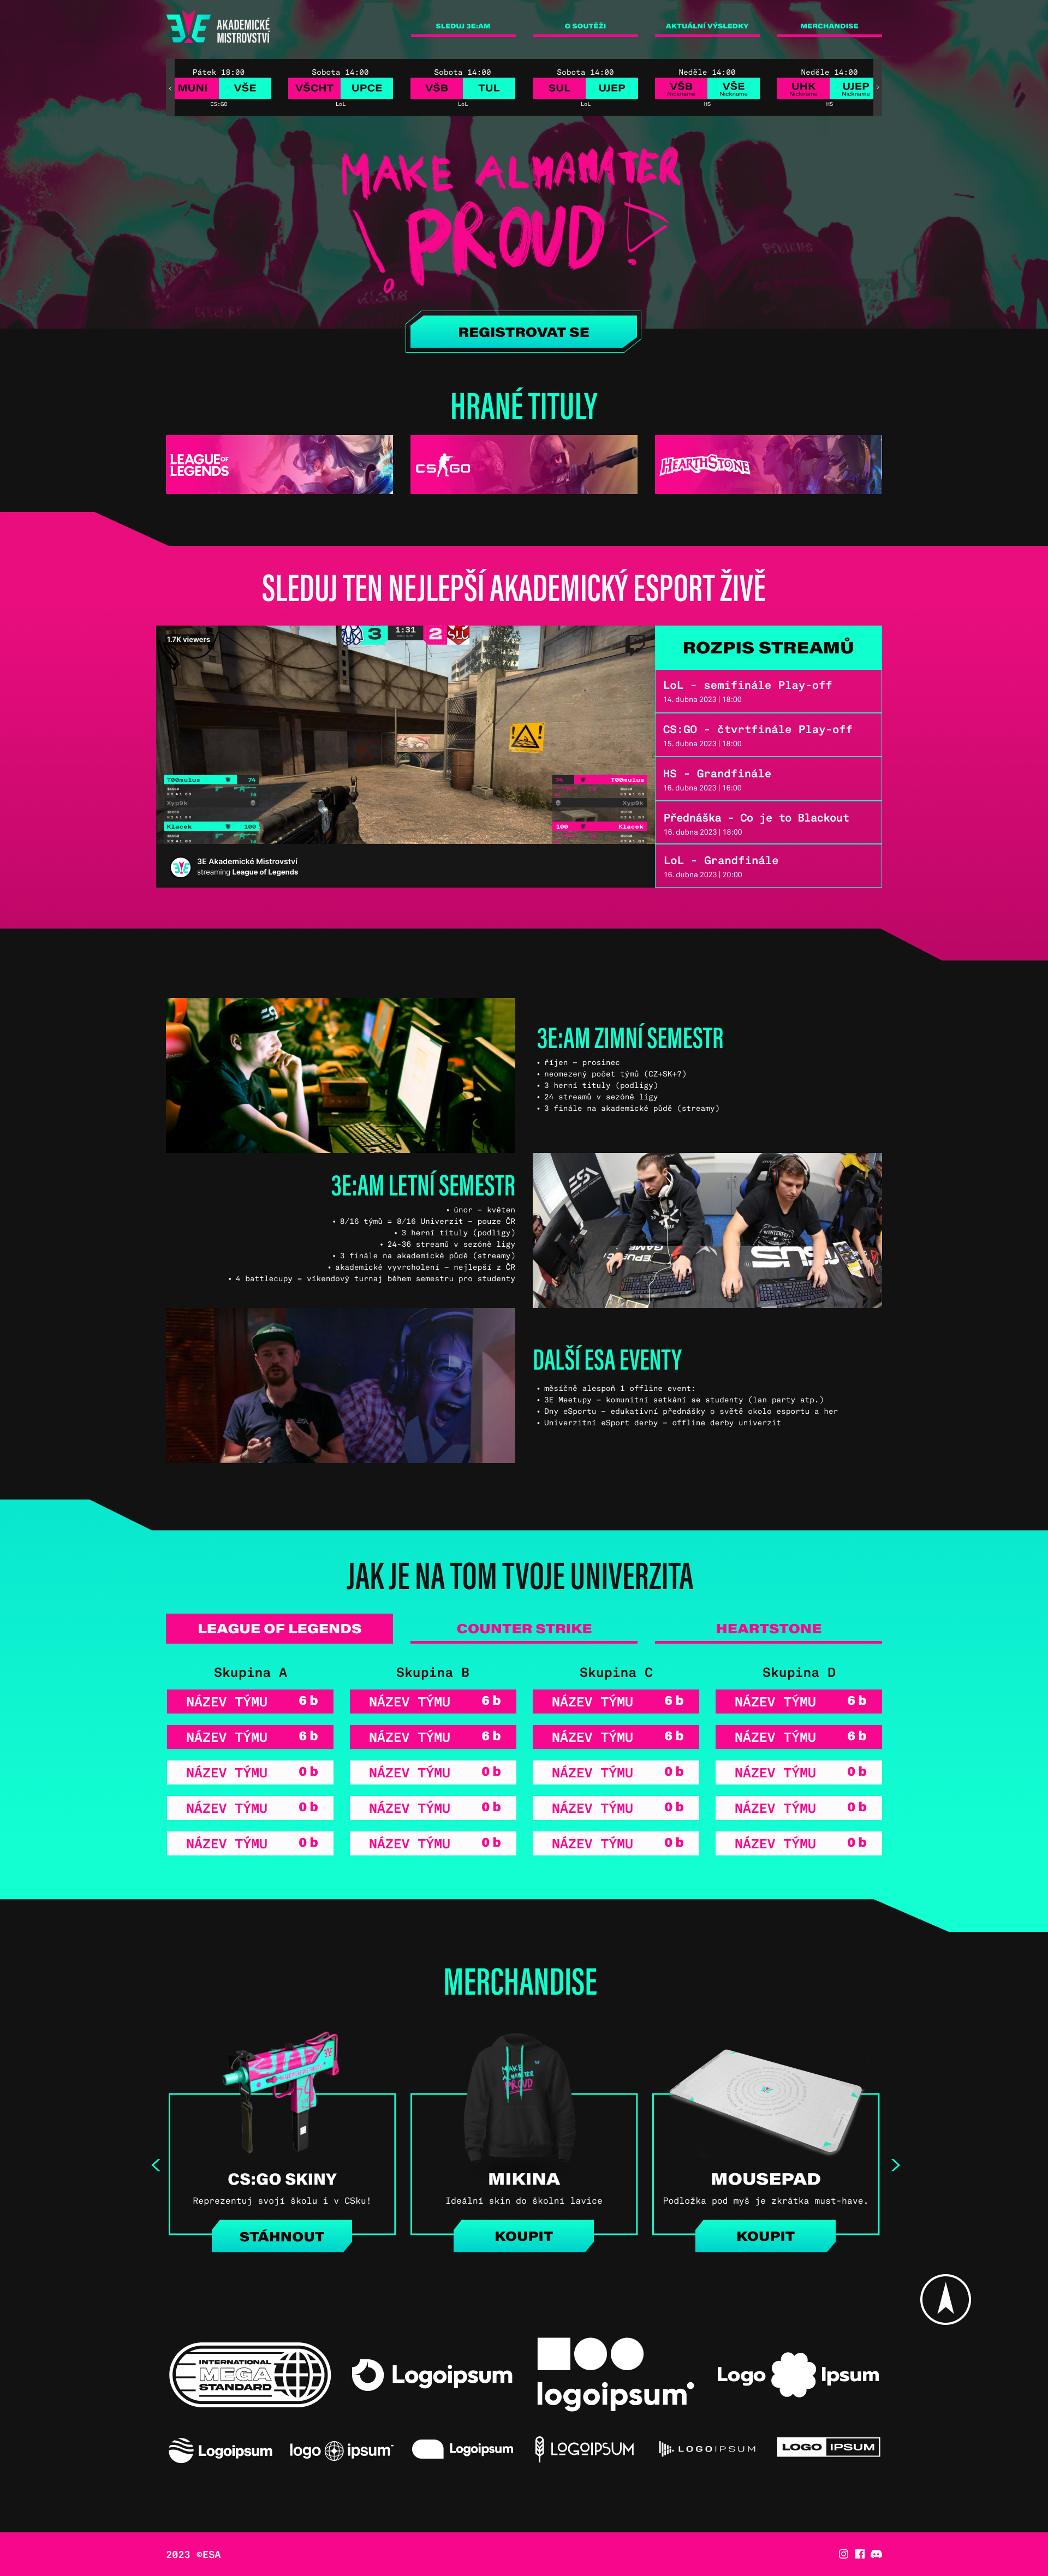 AKADEMICKÉ
MISTROVSTVÍ
SLEDUJ 3E:AM
O SOUTĚŽI
AKTUÁLNÍ VÝSLEDKY
MERCHANDISE
Pátek 18:00
MUNI VŠE
CS:GO
Sobota 14:00
VŠCHT UPCE
LoL
Sobota 14:00
VŠB TUL
LoL
Sobota 14:00
SUL UJEP
LoL
Neděle 14:00
VŠB VŠE
Nickname Nickname
HS
Neděle 14:00
UHK UJEP
Nickname Nickname
HS
MAKE ALMAMATER
PROUD
REGISTROVAT SE
HRANÉ TITULY
LEAGUE OF
LEGENDS
CS GO
HEARTHSTONE
SLEDUJ TEN NEJLEPŠÍ AKADEMICKÝ ESPORT ŽIVĚ
1.7K viewers
3 1:31 2
T00mulus 74
Xyp9k
Klacek 100
74 T00mulus
Xyp9k
100 Klacek
3E Akademické Mistrovství
streaming League of Legends
ROZPIS STREAMŮ
LoL - semifinále Play-off
14. dubna 2023 | 18:00
CS:GO - čtvrtfinále Play-off
15. dubna 2023 | 18:00
HS - Grandfinále
16. dubna 2023 | 16:00
Přednáška - Co je to Blackout
16. dubna 2023 | 18:00
LoL - Grandfinále
16. dubna 2023 | 20:00
3E:AM ZIMNÍ SEMESTR
• říjen – prosinec
• neomezený počet týmů (CZ+SK+?)
• 3 herní tituly (podligy)
• 24 streamů v sezóně ligy
• 3 finále na akademické půdě (streamy)
3E:AM LETNÍ SEMESTR
• únor – květen
• 8/16 týmů = 8/16 Univerzit – pouze ČR
• 3 herní tituly (podligy)
• 24-36 streamů v sezóně ligy
• 3 finále na akademické půdě (streamy)
• akademické vyvrcholení – nejlepší z ČR
• 4 battlecupy = víkendový turnaj během semestru pro studenty
DALŠÍ ESA EVENTY
• měsíčně alespoň 1 offline event:
• 3E Meetupy – komunitní setkání se studenty (lan party atp.)
• Dny eSportu – edukativní přednášky o světě okolo esportu a her
• Univerzitní eSport derby – offline derby univerzit
JAK JE NA TOM TVOJE UNIVERZITA
LEAGUE OF LEGENDS
COUNTER STRIKE
HEARTSTONE
Skupina A Skupina B Skupina C Skupina D
NÁZEV TÝMU 6 b NÁZEV TÝMU 6 b NÁZEV TÝMU 6 b NÁZEV TÝMU 6 b
NÁZEV TÝMU 6 b NÁZEV TÝMU 6 b NÁZEV TÝMU 6 b NÁZEV TÝMU 6 b
NÁZEV TÝMU 0 b NÁZEV TÝMU 0 b NÁZEV TÝMU 0 b NÁZEV TÝMU 0 b
NÁZEV TÝMU 0 b NÁZEV TÝMU 0 b NÁZEV TÝMU 0 b NÁZEV TÝMU 0 b
NÁZEV TÝMU 0 b NÁZEV TÝMU 0 b NÁZEV TÝMU 0 b NÁZEV TÝMU 0 b
MERCHANDISE
MAKE
ALMAMATER
PROUD
CS:GO SKINY
Reprezentuj svojí školu i v CSku!
STÁHNOUT
MIKINA
Ideální skin do školní lavice
KOUPIT
MOUSEPAD
Podložka pod myš je zkrátka must-have.
KOUPIT
INTERNATIONAL
MEGA
STANDARD
Logoipsum
logoipsum
Logo Ipsum
Logoipsum
logo ipsum
Logoipsum
LOGOIPSUM
LOGOIPSUM
LOGO IPSUM
2023 ©ESA